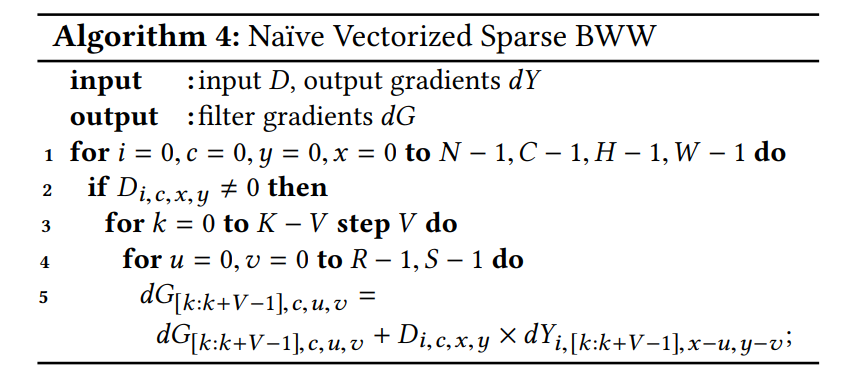 Algorithm 4: Naïve Vectorized Sparse BWW
input : input D, output gradients dY
output : filter gradients dG
1 for i = 0, c = 0, y = 0, x = 0 to N − 1, C − 1, H − 1, W − 1 do
2 if D_{i,c,x,y} ≠ 0 then
3 for k = 0 to K − V step V do
4 for u = 0, v = 0 to R − 1, S − 1 do
5 dG_{[k:k+V−1],c,u,v} =
dG_{[k:k+V−1],c,u,v} + D_{i,c,x,y} × dY_{i,[k:k+V−1],x−u,y−v};